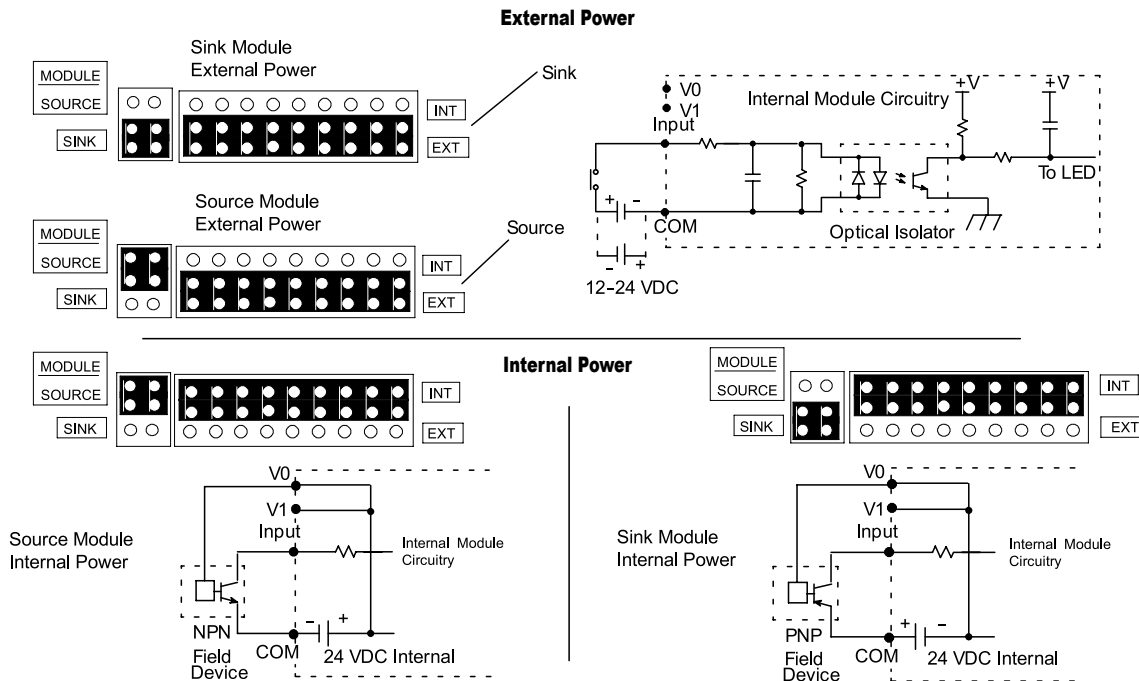 External Power
Sink Module
External Power
MODULE
SOURCE
SINK
INT
EXT
Sink
Source Module
External Power
MODULE
SOURCE
SINK
INT
EXT
Source
V0
V1
Input
COM
Internal Module Circuitry
+V
+V
To LED
Optical Isolator
+ -
- +
12-24 VDC
Internal Power
MODULE
SOURCE
SINK
INT
EXT
Source Module
Internal Power
V0
V1
Input
Internal Module
Circuitry
NPN
Field
Device
COM
- +
24 VDC Internal
MODULE
SOURCE
SINK
INT
EXT
Sink Module
Internal Power
V0
V1
Input
Internal Module
Circuitry
PNP
Field
Device
COM
+ -
24 VDC Internal